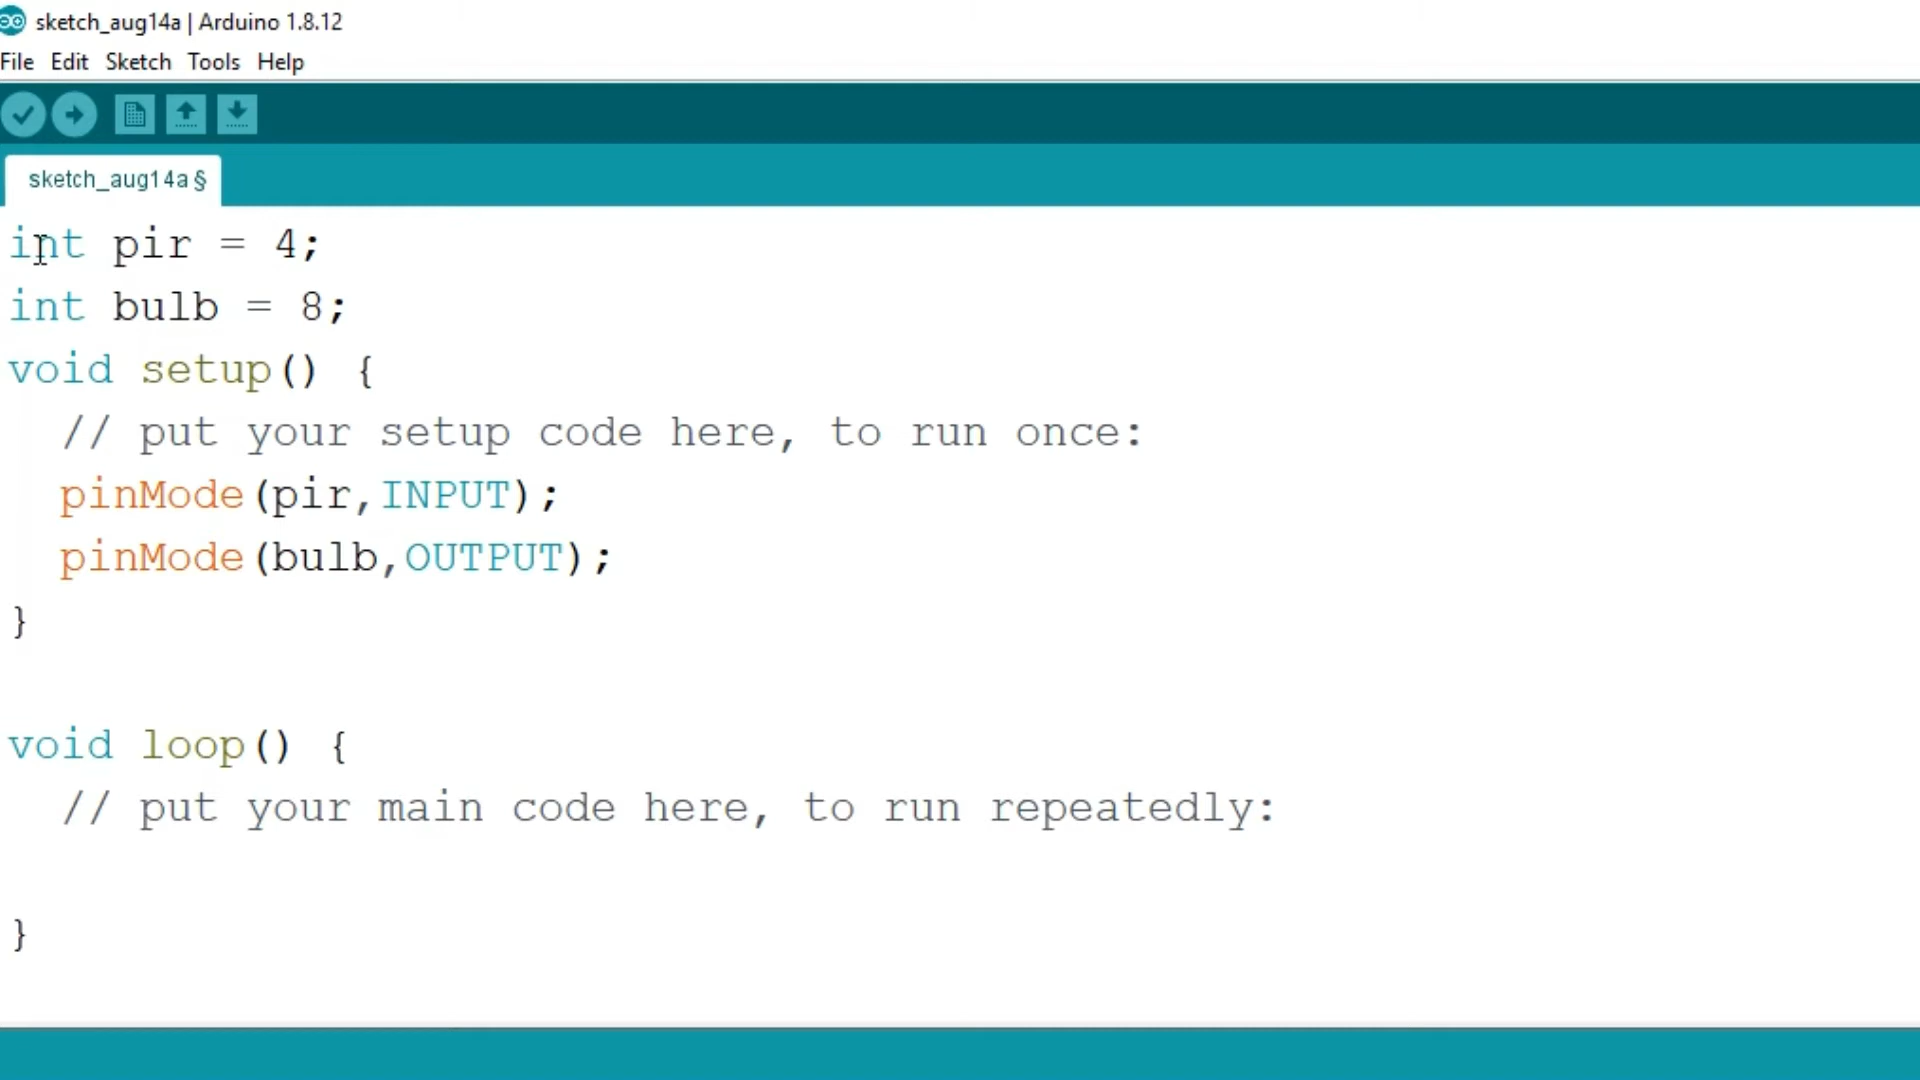 sketch_aug14a | Arduino 1.8.12
File Edit Sketch Tools Help
sketch_aug14a §
int pir = 4;
int bulb = 8;
void setup() {
// put your setup code here, to run once:
pinMode(pir,INPUT);
pinMode(bulb,OUTPUT);
}
void loop() {
// put your main code here, to run repeatedly:
}